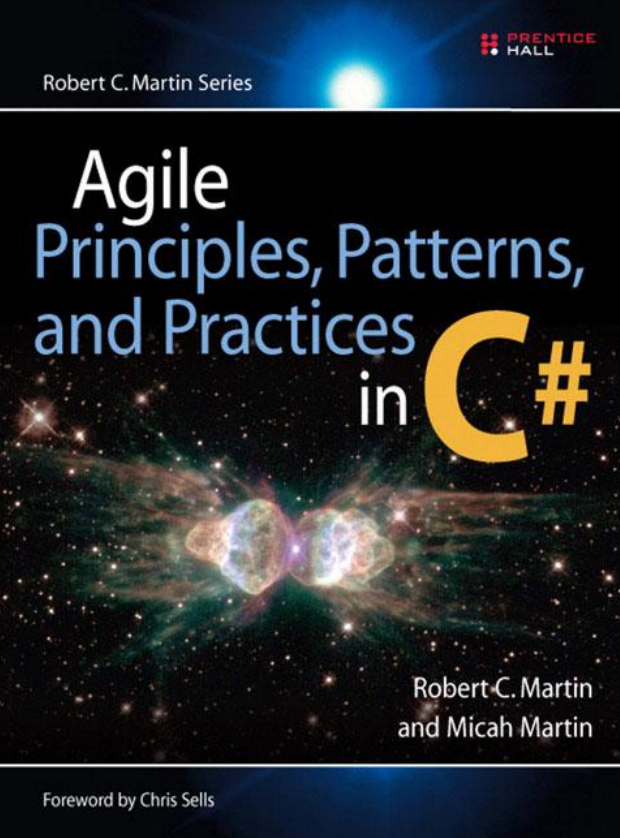 PRENTICE
HALL
Robert C. Martin Series
Agile
Principles, Patterns,
and Practices
in C#
Robert C. Martin
and Micah Martin
Foreword by Chris Sells